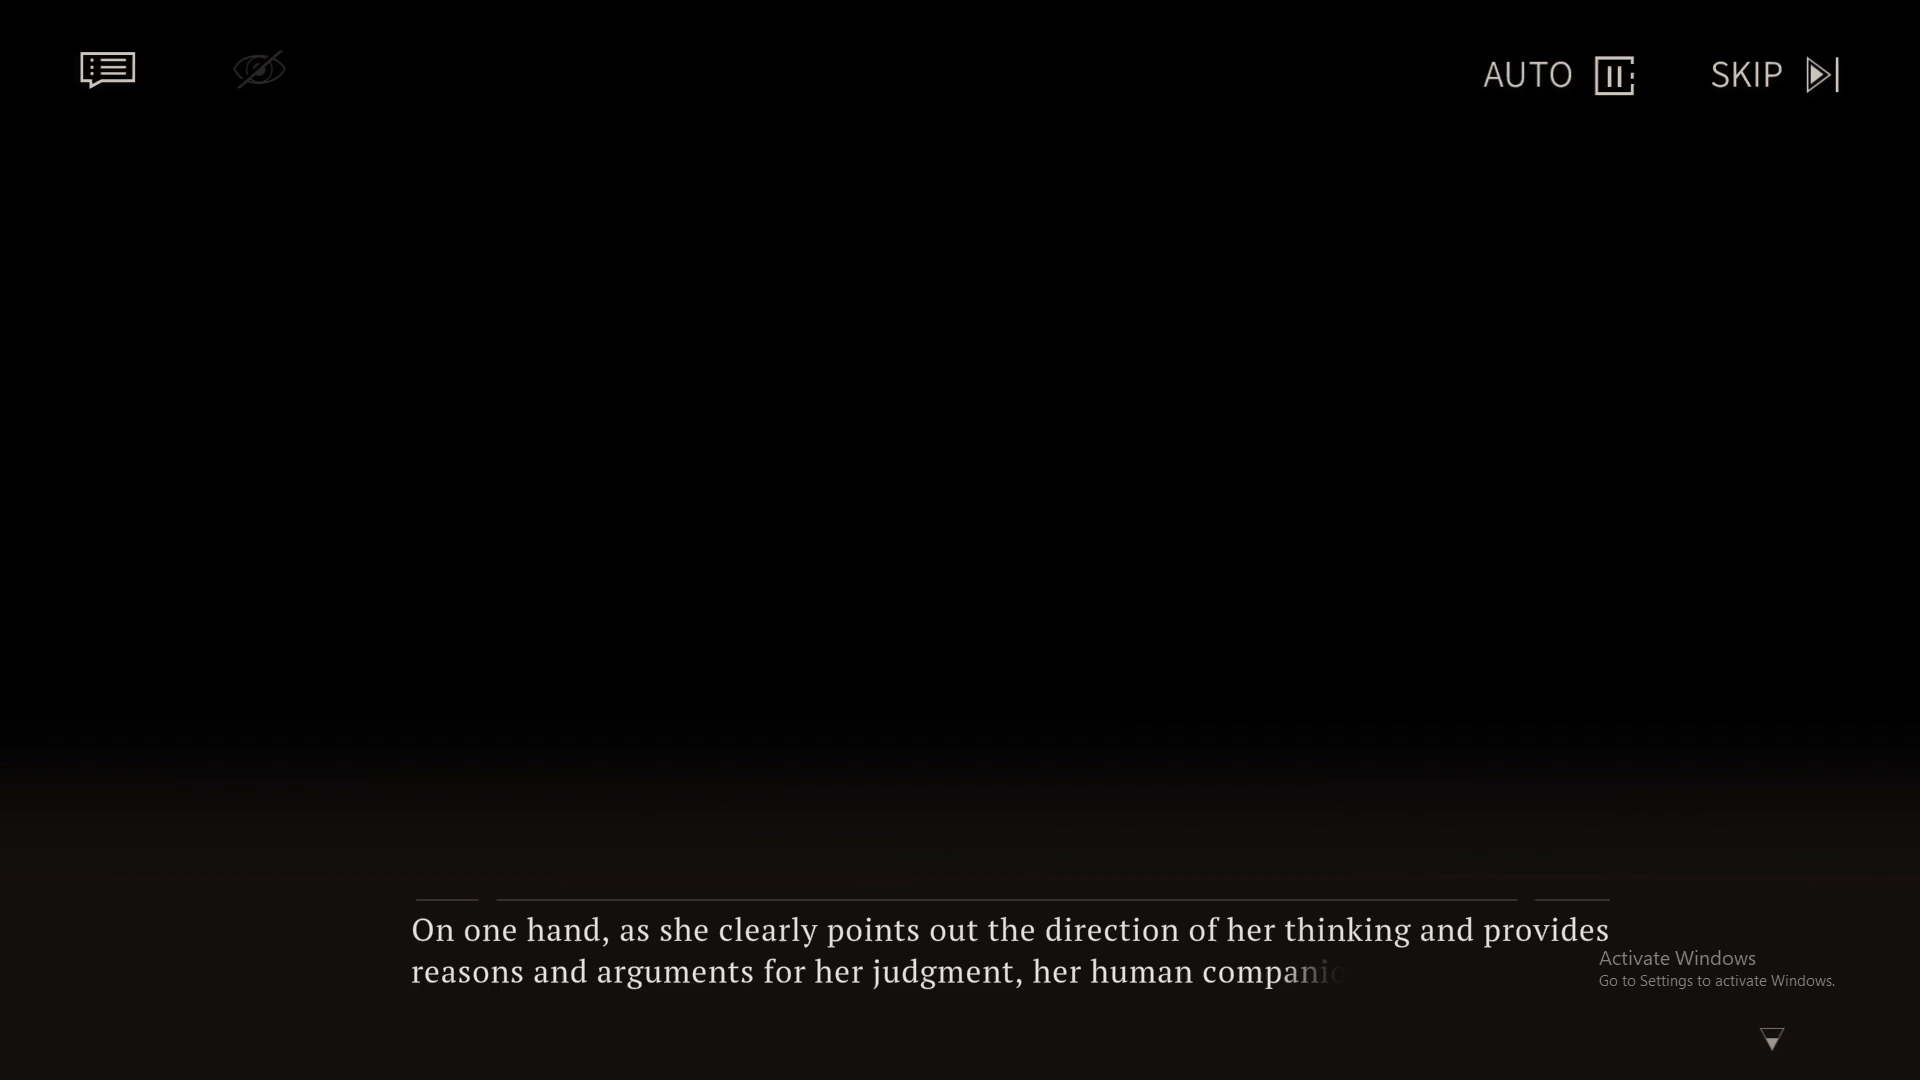 AUTO
SKIP
On one hand, as she clearly points out the direction of her thinking and provides
reasons and arguments for her judgment, her human companio
Activate Windows
Go to Settings to activate Windows.